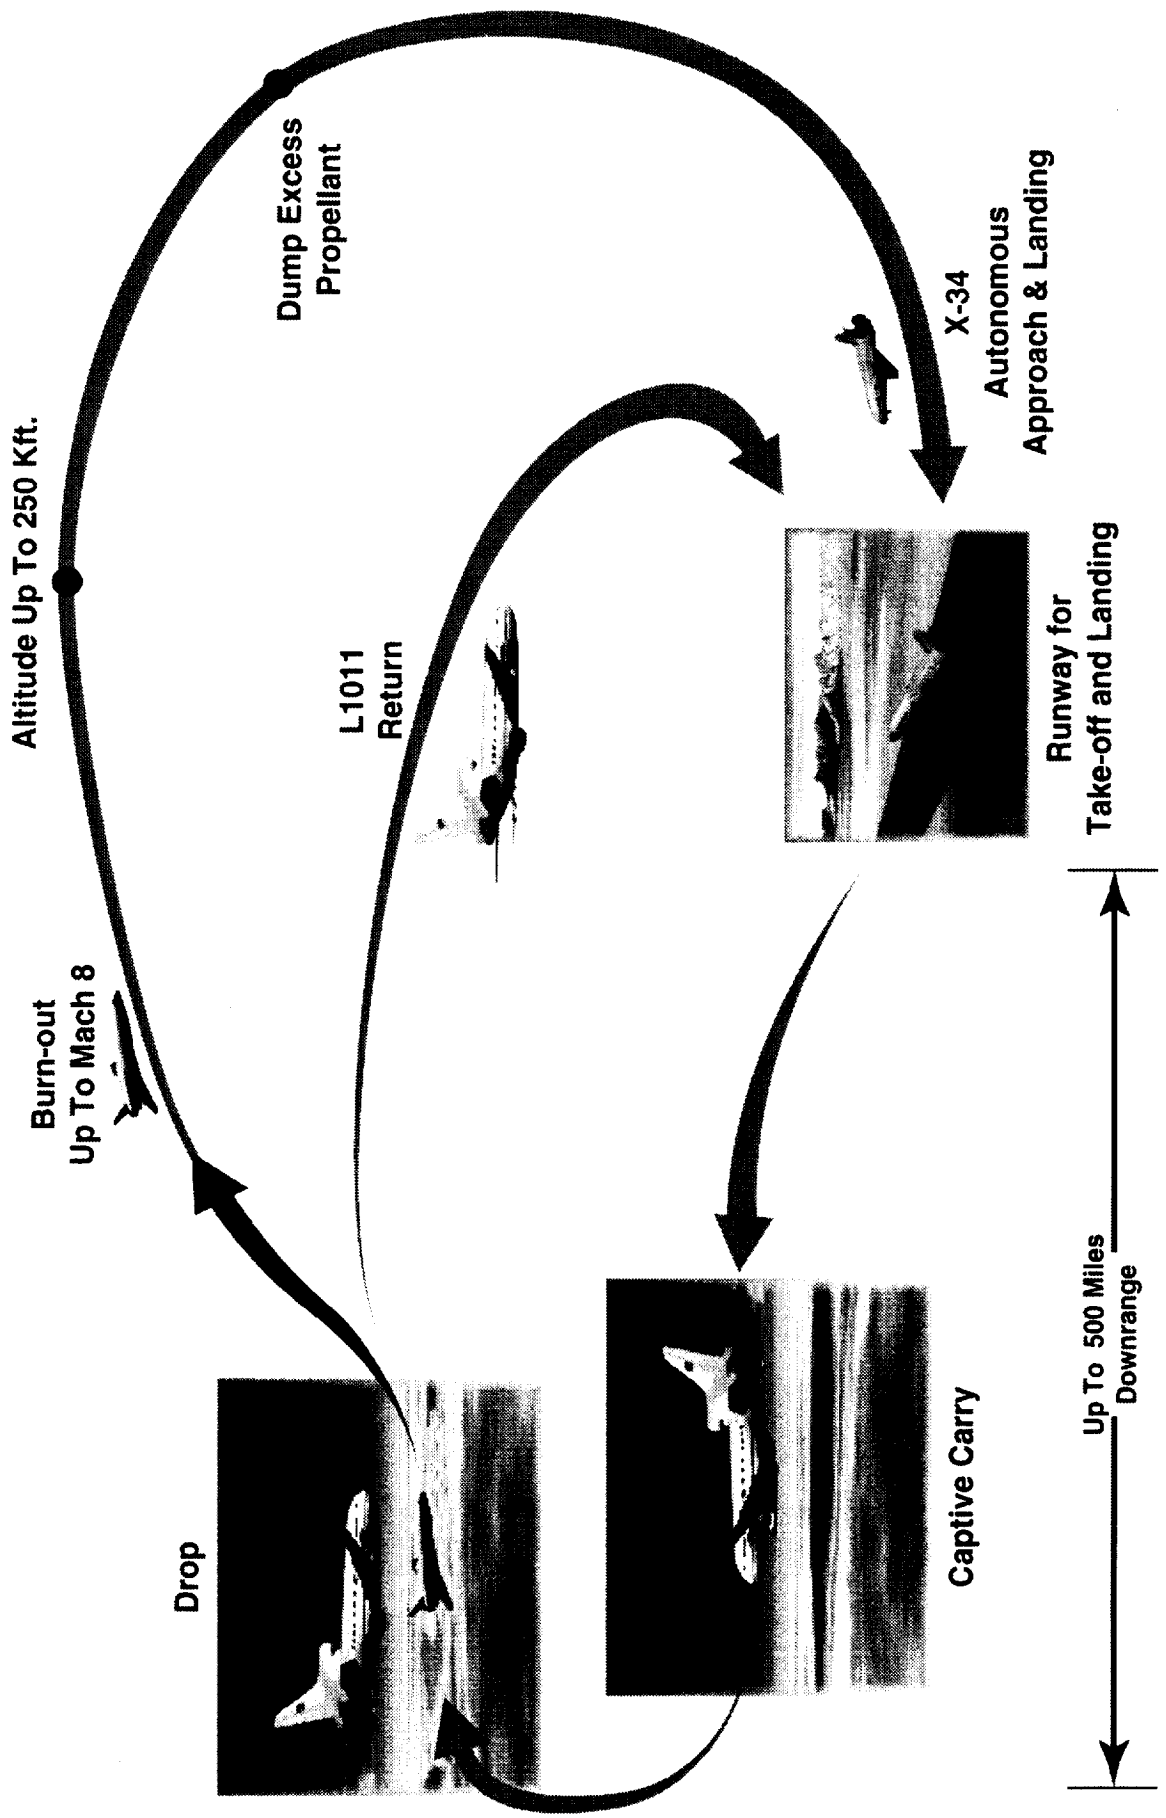 Altitude Up To 250 Kft.
Burn-out
Up To Mach 8
Dump Excess
Propellant
Drop
L1011
Return
X-34
Autonomous
Approach & Landing
Captive Carry
Runway for
Take-off and Landing
Up To 500 Miles
Downrange